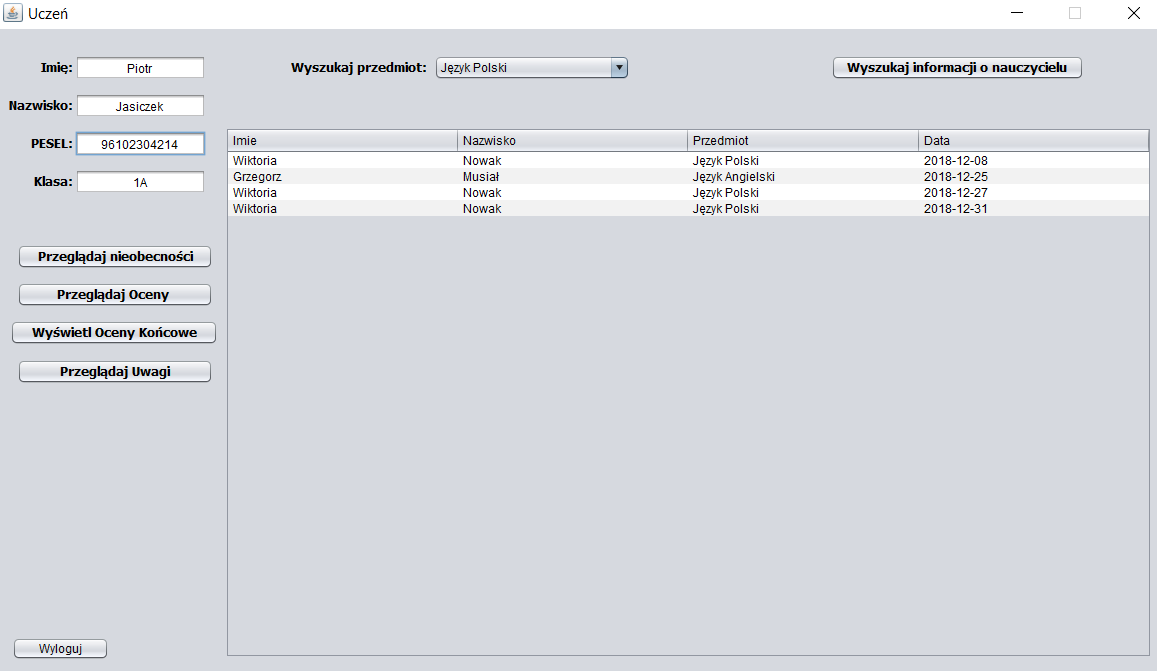 Uczeń
Imię: Piotr
Wyszukaj przedmiot: Język Polski
Wyszukaj informacji o nauczycielu
Nazwisko: Jasiczek
PESEL: 96102304214
Klasa: 1A
Przeglądaj nieobecności
Przeglądaj Oceny
Wyświetl Oceny Końcowe
Przeglądaj Uwagi
Wyloguj
Imie Nazwisko Przedmiot Data
Wiktoria Nowak Język Polski 2018-12-08
Grzegorz Musiał Język Angielski 2018-12-25
Wiktoria Nowak Język Polski 2018-12-27
Wiktoria Nowak Język Polski 2018-12-31